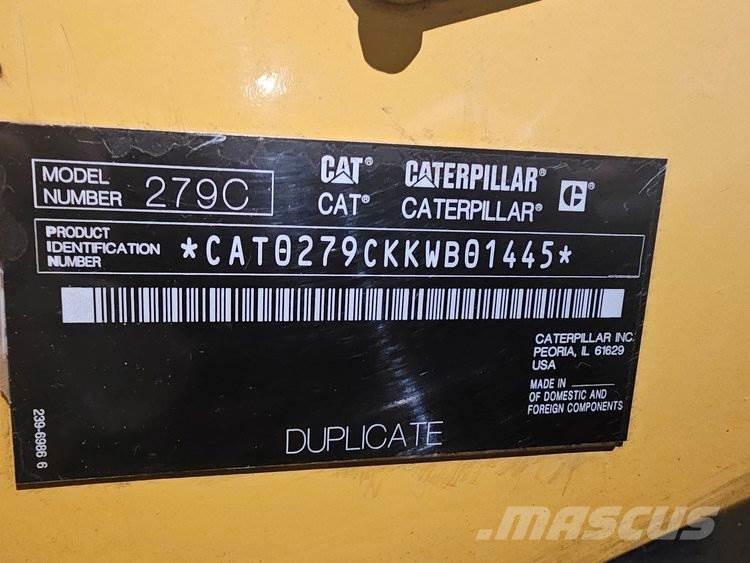 MODEL NUMBER 279C
CAT® CATERPILLAR®
CAT® CATERPILLAR® C®
PRODUCT
IDENTIFICATION
NUMBER
*CAT0279CKKWB01445*
CATERPILLAR INC.
PEORIA, IL 61629
USA
MADE IN
OF DOMESTIC AND
FOREIGN COMPONENTS
239-6986 6
DUPLICATE
.MASCUS